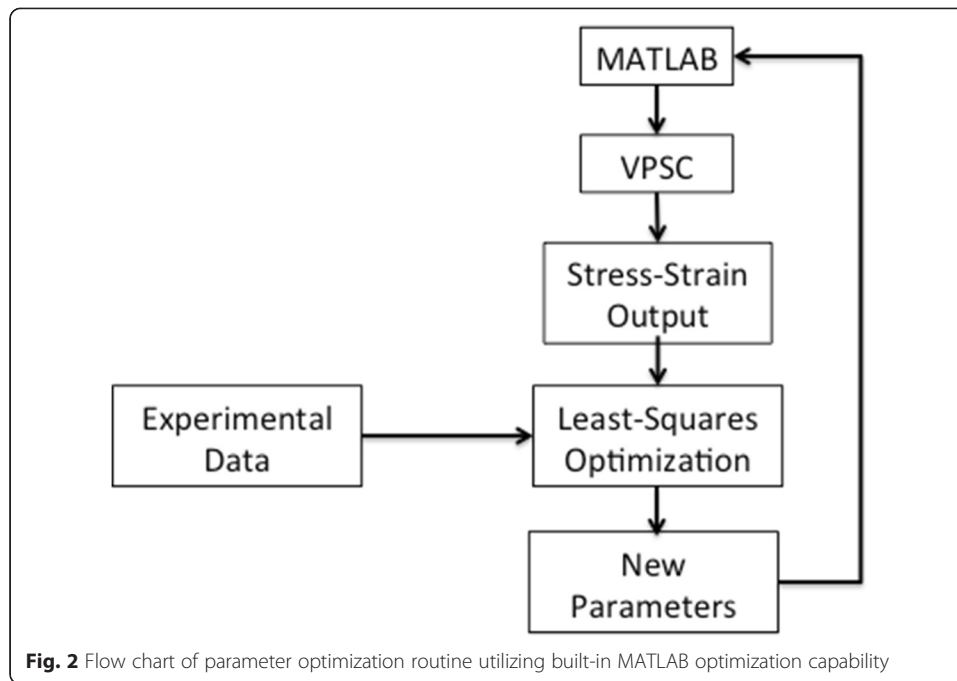 MATLAB
VPSC
Stress-Strain
Output
Experimental
Data
Least-Squares
Optimization
New
Parameters
Fig. 2 Flow chart of parameter optimization routine utilizing built-in MATLAB optimization capability